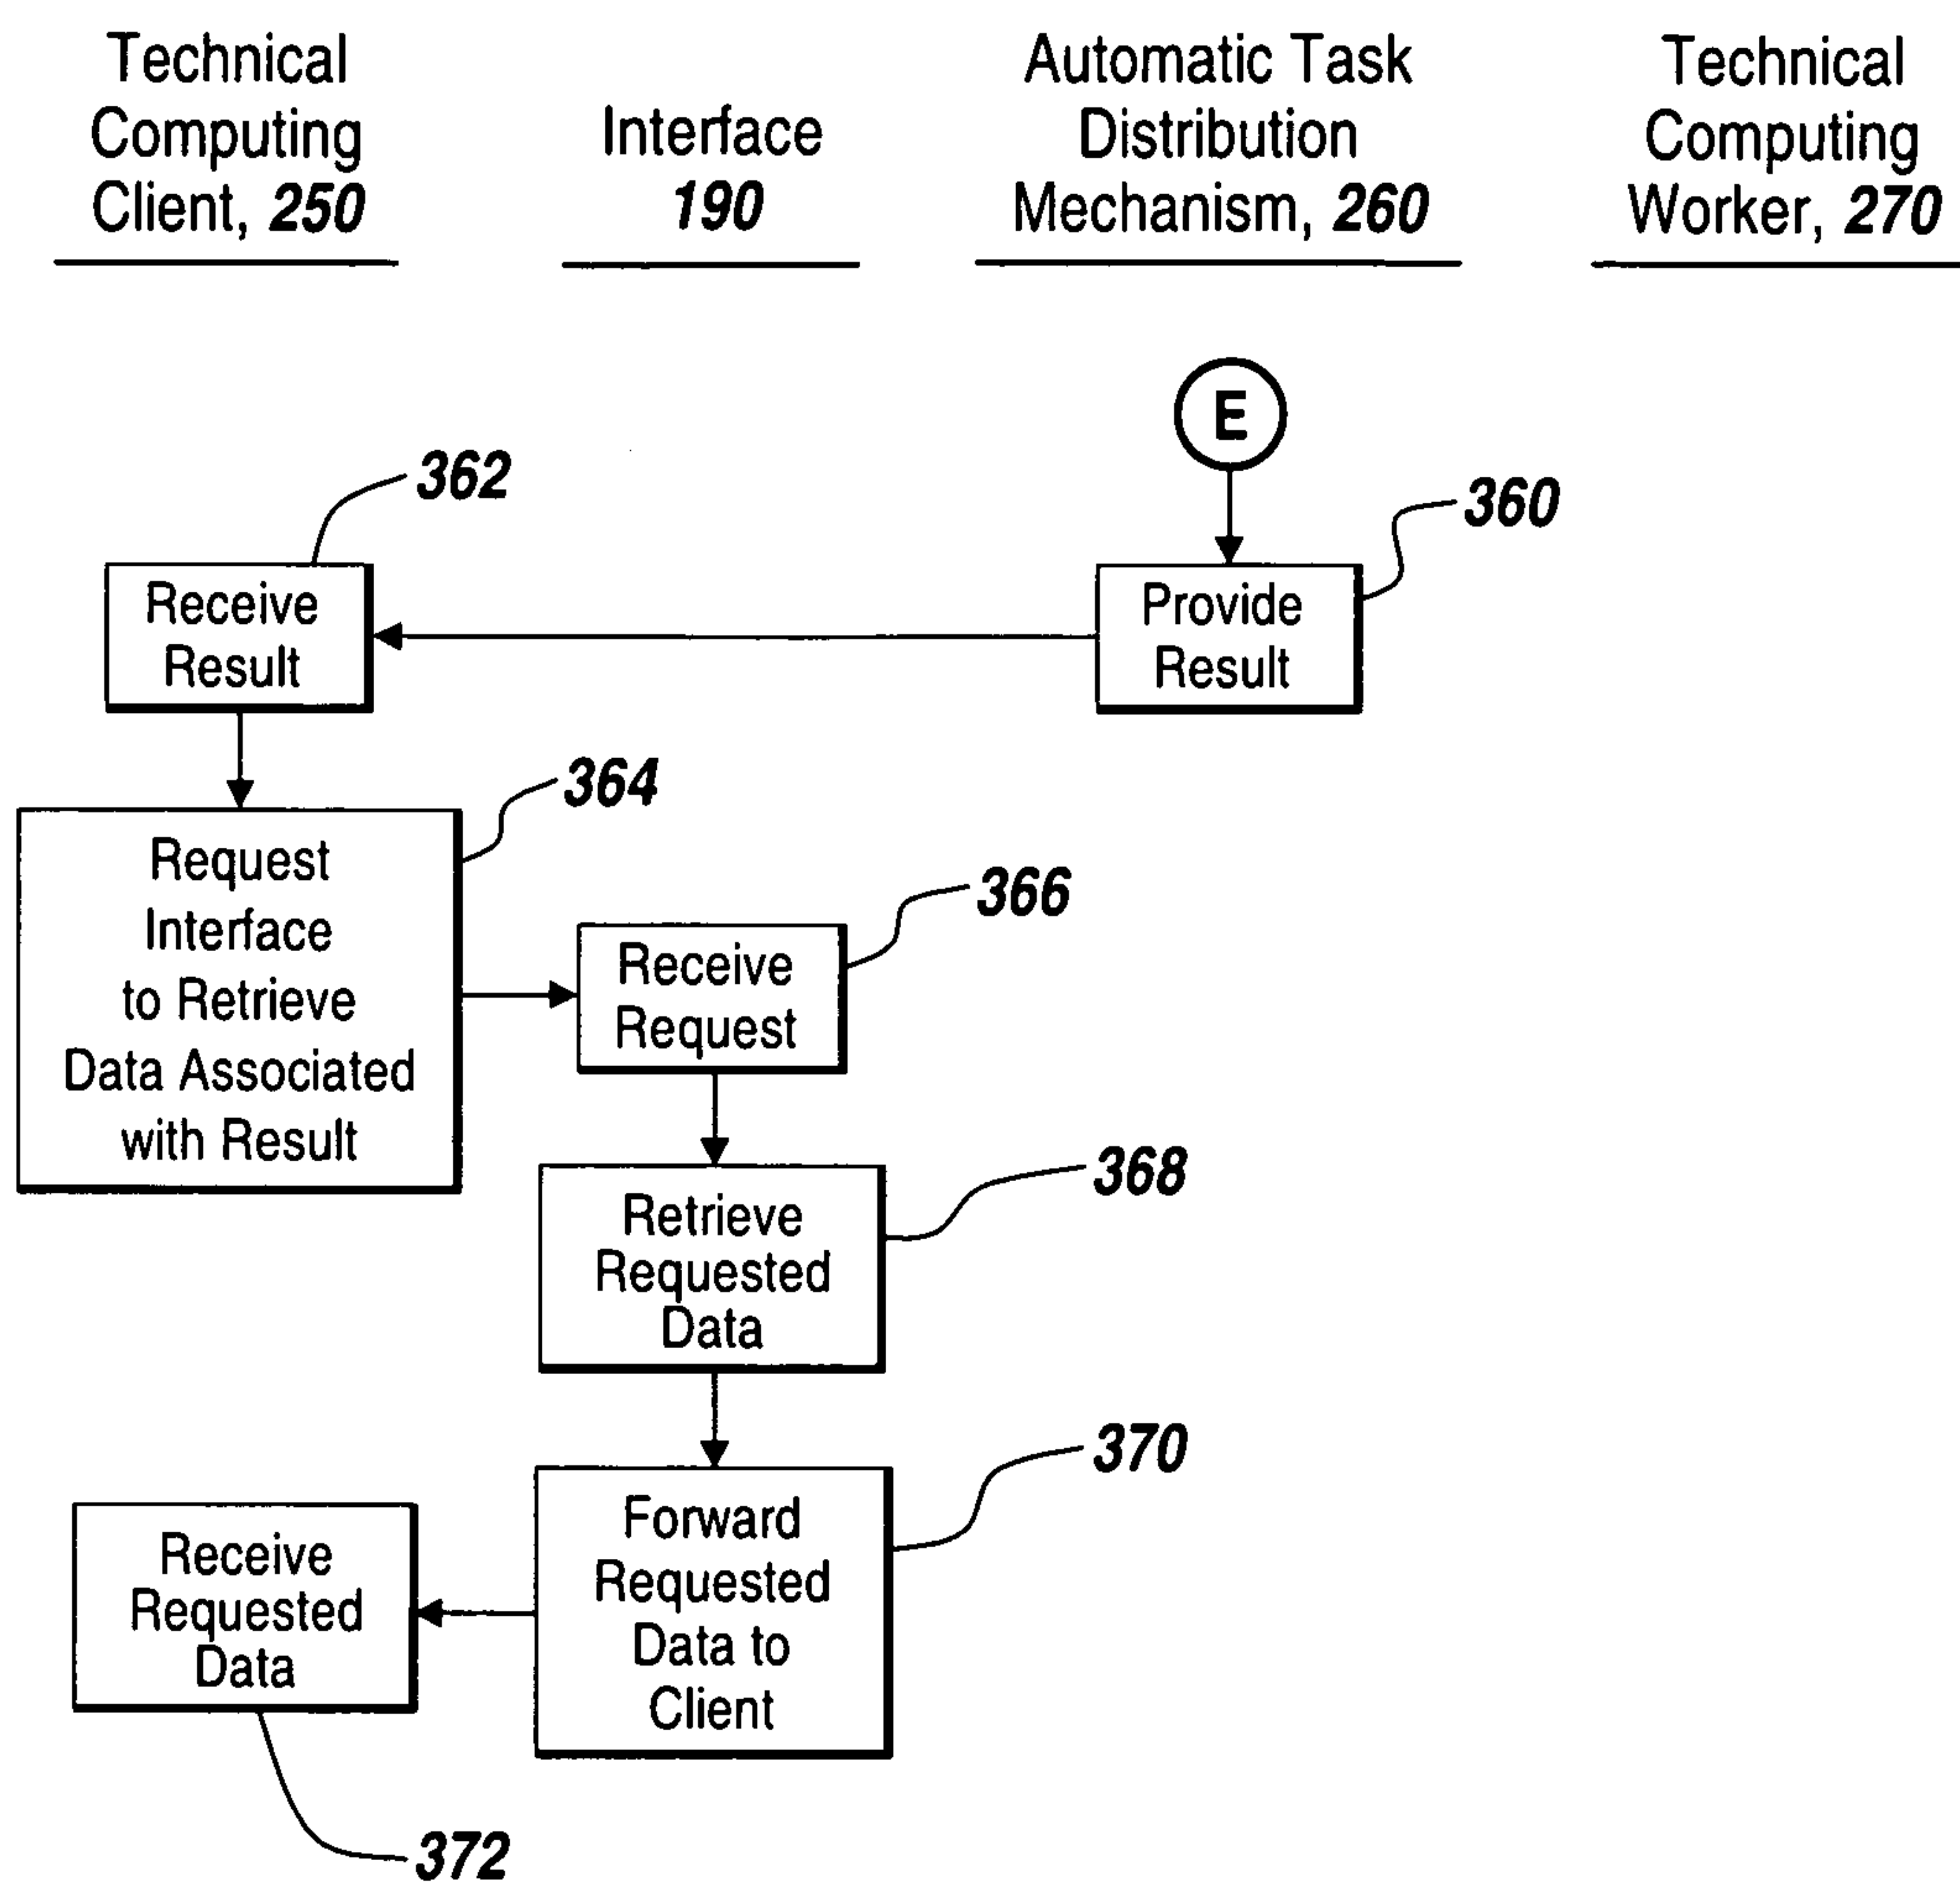 Technical
Computing
Client, 250
Interface
190
Automatic Task
Distribution
Mechanism, 260
Technical
Computing
Worker, 270
E
362
360
Receive
Result
Provide
Result
364
Request
Interface
to Retrieve
Data Associated
with Result
366
Receive
Request
368
Retrieve
Requested
Data
370
Forward
Requested
Data to
Client
Receive
Requested
Data
372